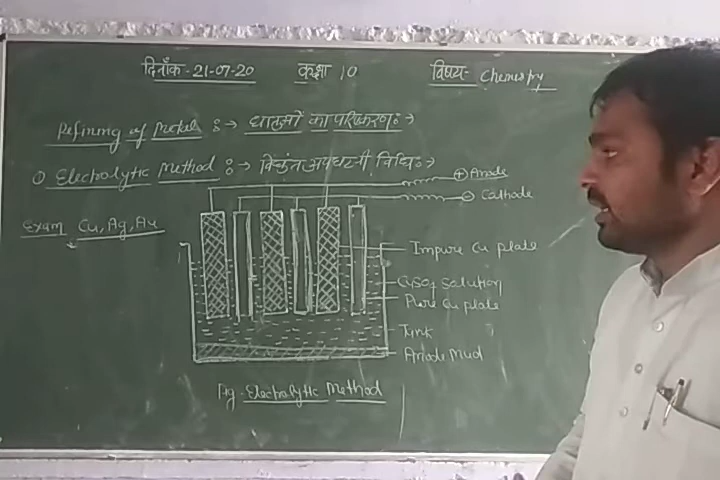 दिनाँक-21-07-20 कक्षा 10 विषय- Chemestry
Refining of Metals :→ धातुओं का परिष्करण :→
① Electrolytic Method :→ विधुत अपघटनी विधि :→
⊕ Anode
⊖ Cathode
Exam Cu, Ag, Au
Impure Cu plate
CuSO4 Solution
Pure Cu plate
Tank
Anode Mud
Fig - Electrolytic Method